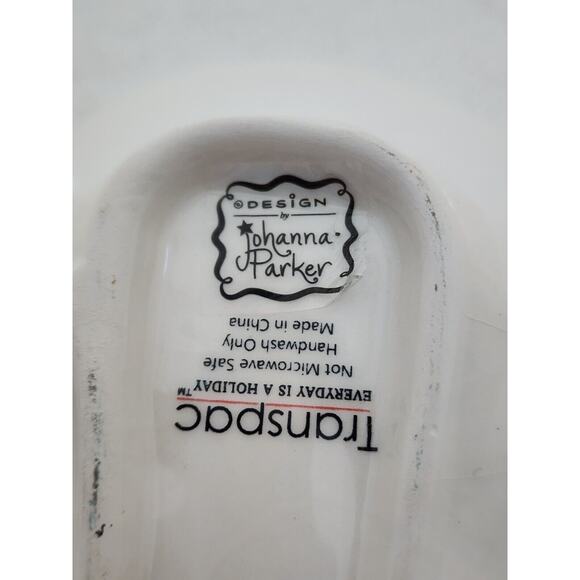 © DESIGN
by
Johanna
Parker
Transpac
EVERYDAY IS A HOLIDAY™
Not Microwave Safe
Handwash Only
Made in China